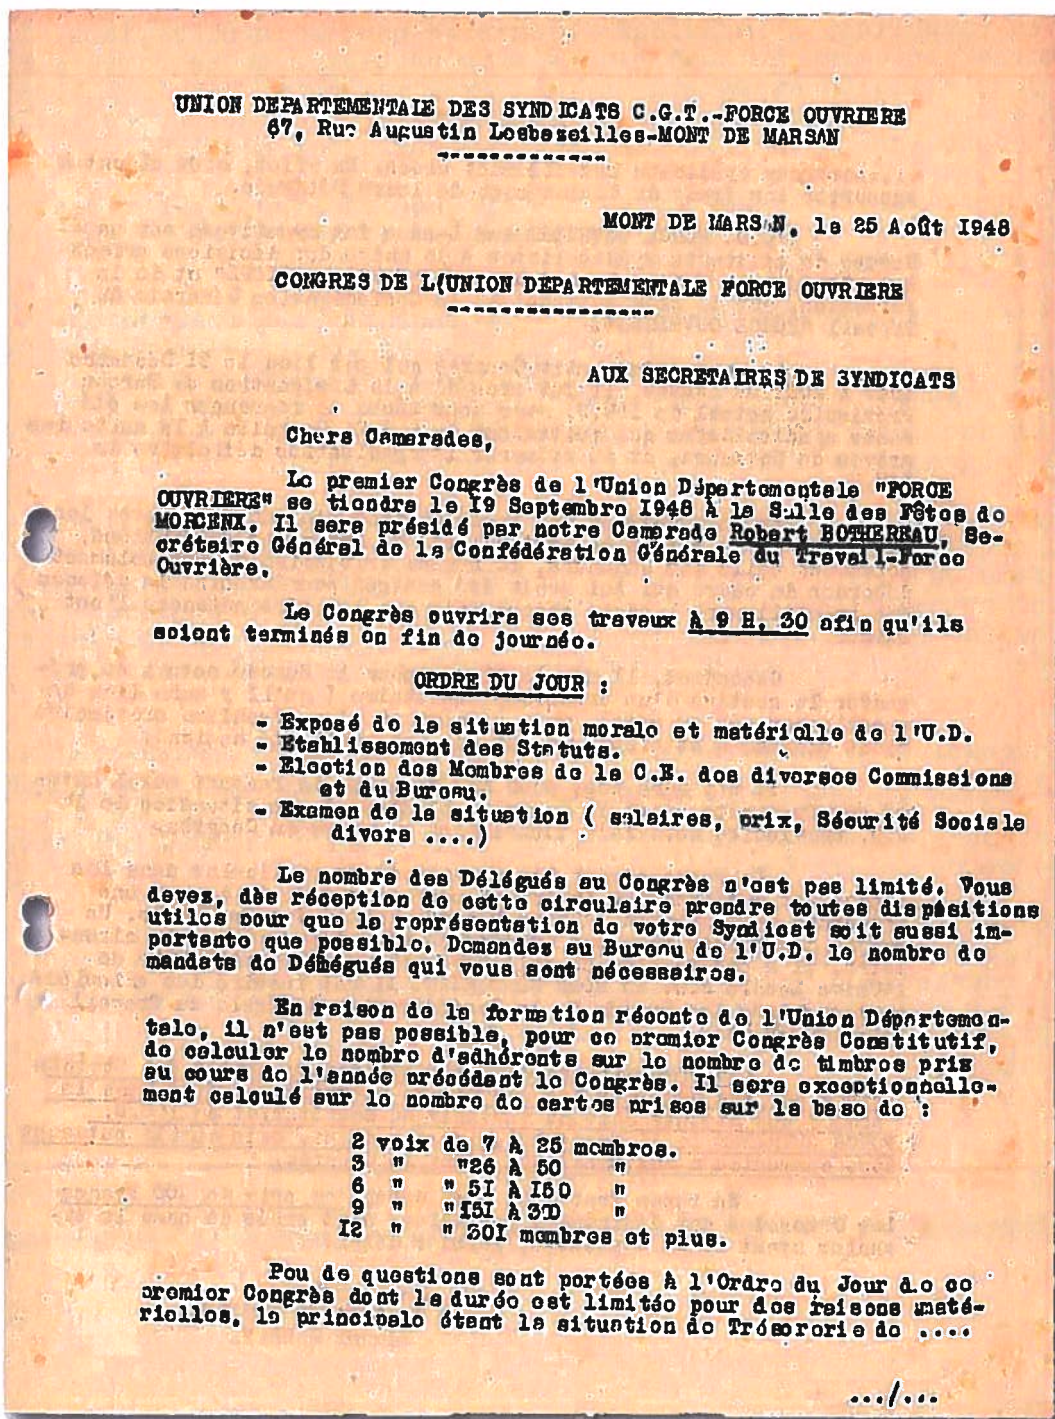 UNION DEPARTEMENTALE DES SYNDICATS C.G.T.-FORCE OUVRIERE
67, Rue Augustin Lesbazeilles-MONT DE MARSAN
MONT DE MARSAN, le 25 Août 1948
CONGRES DE L(UNION DEPARTEMENTALE FORCE OUVRIERE
AUX SECRETAIRES DE SYNDICATS
Chers Camarades,
Le premier Congrès de l'Union Départementale "FORCE
OUVRIERE" se tiendra le 19 Septembre 1948 à la Salle des Fêtes de
MORCENX. Il sera présidé par notre Camarade Robert BOTHEREAU, Se-
crétaire Général de la Confédération Générale du Travail-Force
Ouvrière.
Le Congrès ouvrira ses travaux à 9 H. 30 afin qu'ils
soient terminés en fin de journée.
ORDRE DU JOUR :
- Exposé de la situation morale et matérielle de l'U.D.
- Etablissement des Statuts.
- Election des Membres de la C.E. des diverses Commissions
et du Bureau.
- Examen de la situation ( salaires, prix, Sécurité Sociale
divers ....)
Le nombre des Délégués au Congrès n'est pas limité. Vous
devez, dès réception de cette circulaire prendre toutes dispositions
utiles pour que la représentation de votre Syndicat soit aussi im-
portante que possible. Demandez au Bureau de l'U.D. le nombre de
mandats de Délégués qui vous sont nécessaires.
En raison de la formation récente de l'Union Départemen-
tale, il n'est pas possible, pour ce premier Congrès Constitutif,
de calculer le nombre d'adhérents sur le nombre de timbres pris
au cours de l'année précédant le Congrès. Il sera exceptionnelle-
ment calculé sur le nombre de cartes prises sur la base de :
2 voix de 7 à 25 membres.
3 " "26 à 50 "
6 " " 51 à 150 "
9 " "151 à 300 "
12 " " 301 membres et plus.
Peu de questions sont portées à l'Ordre du Jour de ce
premier Congrès dont la durée est limitée pour des raisons maté-
rielles, la principale étant la situation de Trésorerie de ....
.../...